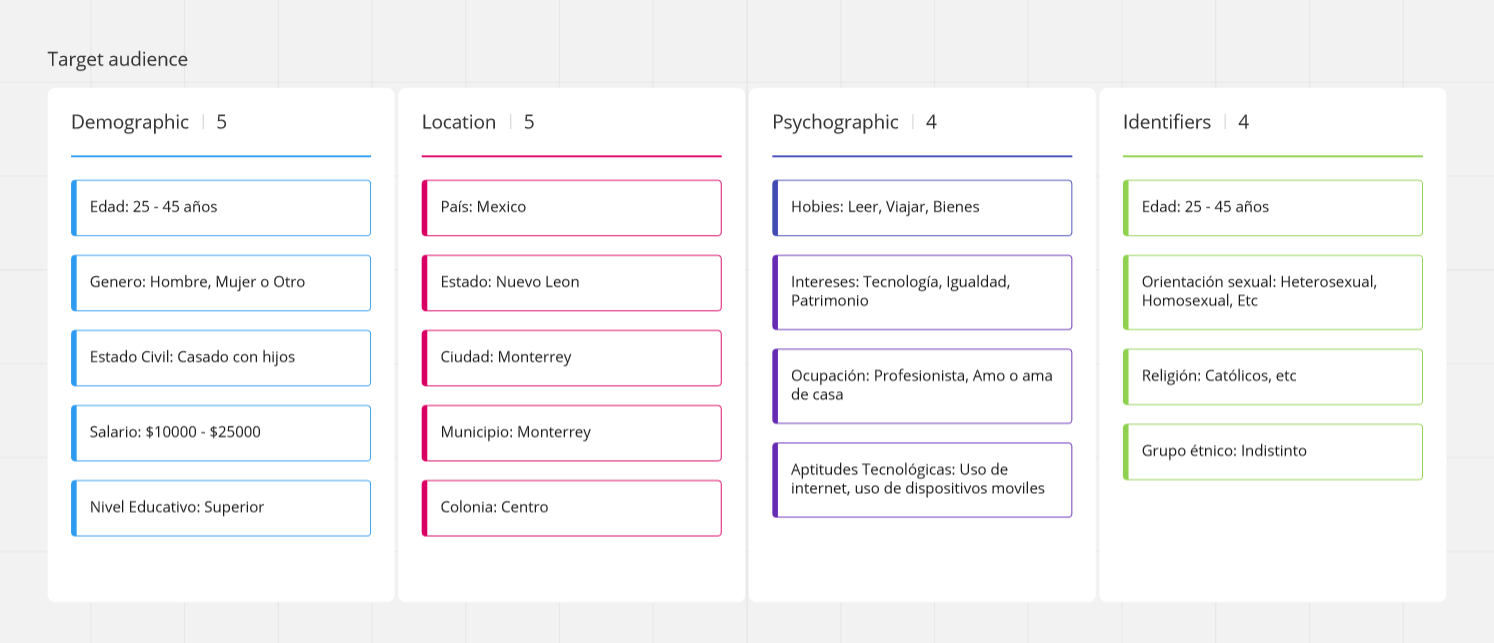 Target audience
Demographic | 5
Edad: 25 - 45 años
Genero: Hombre, Mujer o Otro
Estado Civil: Casado con hijos
Salario: $10000 - $25000
Nivel Educativo: Superior
Location | 5
País: Mexico
Estado: Nuevo Leon
Ciudad: Monterrey
Municipio: Monterrey
Colonia: Centro
Psychographic | 4
Hobies: Leer, Viajar, Bienes
Intereses: Tecnología, Igualdad,
Patrimonio
Ocupación: Profesionista, Amo o ama
de casa
Aptitudes Tecnológicas: Uso de
internet, uso de dispositivos moviles
Identifiers | 4
Edad: 25 - 45 años
Orientación sexual: Heterosexual,
Homosexual, Etc
Religión: Católicos, etc
Grupo étnico: Indistinto